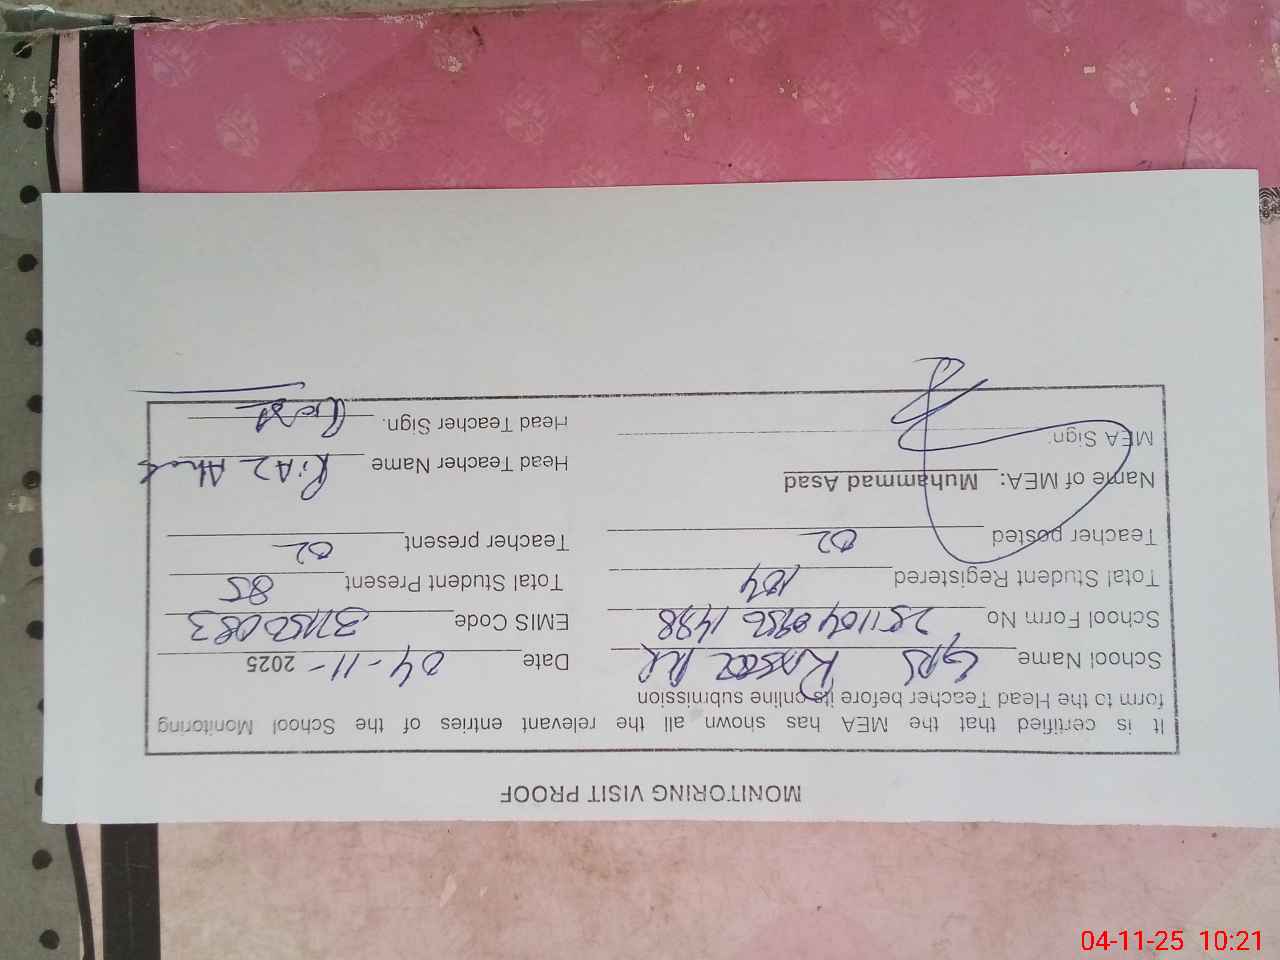 MONITORING VISIT PROOF
It is certified that the MEA has shown all the relevant entries of the School Monitoring
form to the Head Teacher before its online submission
School Name GPS Date 04-11-2025
School Form No EMIS Code
Total Student Registered 104 Total Student Present 85
Teacher posted 02 Teacher present 02
Name of MEA: Muhammad Asad Head Teacher Name RiAz
MEA Sign: Head Teacher Sign.
04-11-25 10:21